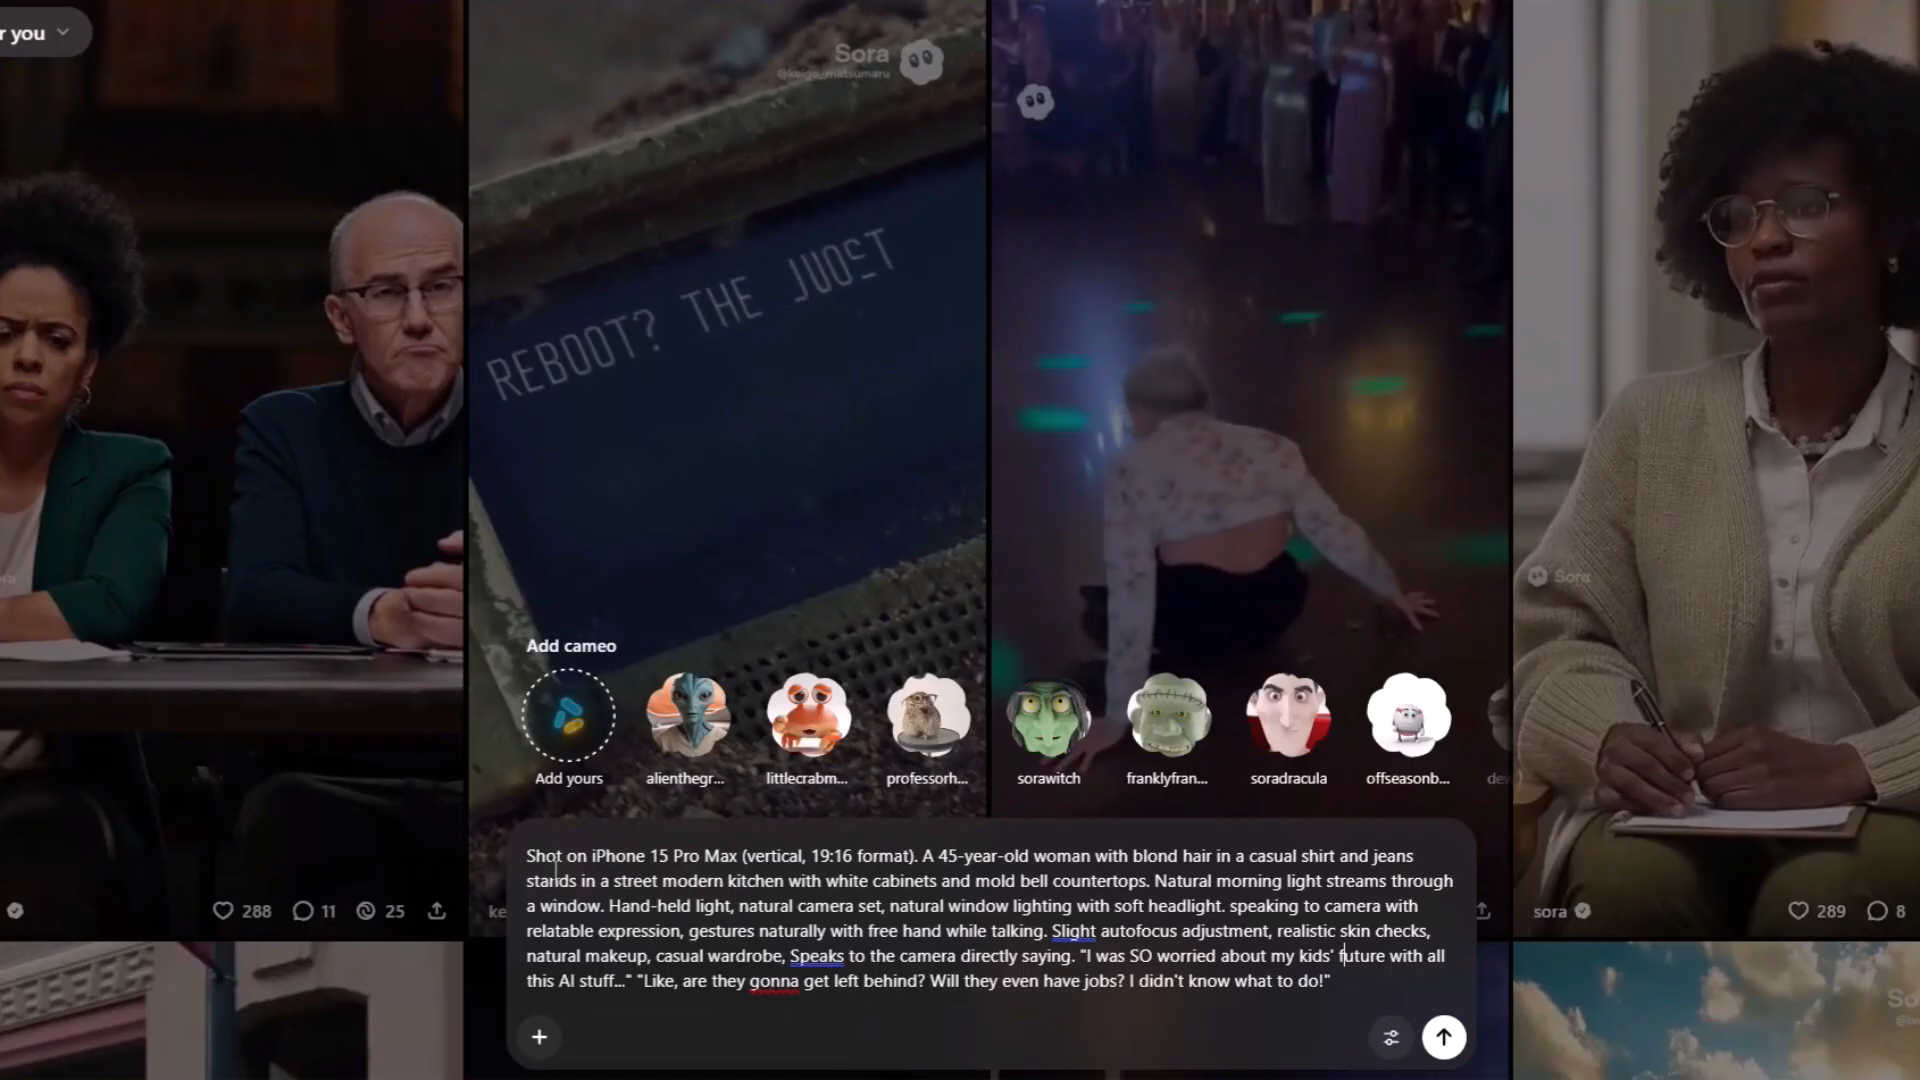 r you
Sora
@keigo_matsumaru
REBOOT? THE JUOST
Sora
Add cameo
Add yours
alienthegr...
littlecrabm...
professorh...
sorawitch
franklyfran...
soradracula
offseasonb...
Shot on iPhone 15 Pro Max (vertical, 19:16 format). A 45-year-old woman with blond hair in a casual shirt and jeans
stands in a street modern kitchen with white cabinets and mold bell countertops. Natural morning light streams through
a window. Hand-held light, natural camera set, natural window lighting with soft headlight. speaking to camera with
relatable expression, gestures naturally with free hand while talking. Slight autofocus adjustment, realistic skin checks,
natural makeup, casual wardrobe, Speaks to the camera directly saying. "I was SO worried about my kids' future with all
this AI stuff..." "Like, are they gonna get left behind? Will they even have jobs? I didn't know what to do!"
288
11
25
ke
sora
289
8